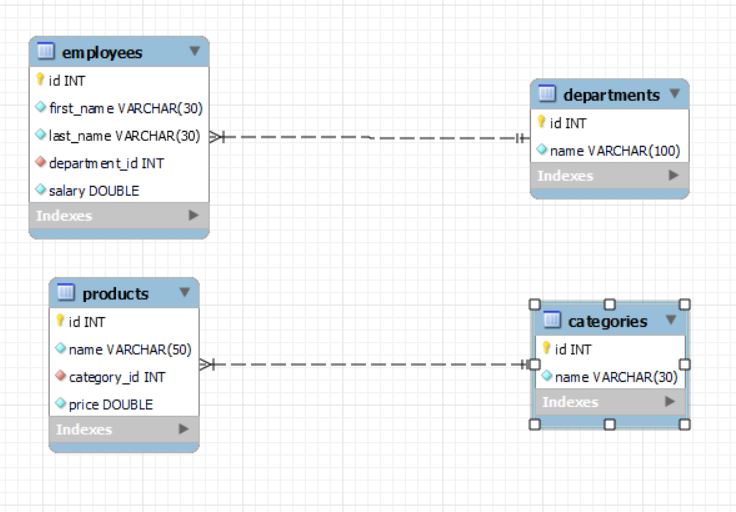 employees
id INT
first_name VARCHAR(30)
last_name VARCHAR(30)
department_id INT
salary DOUBLE
Indexes
departments
id INT
name VARCHAR(100)
Indexes
products
id INT
name VARCHAR(50)
category_id INT
price DOUBLE
Indexes
categories
id INT
name VARCHAR(30)
Indexes